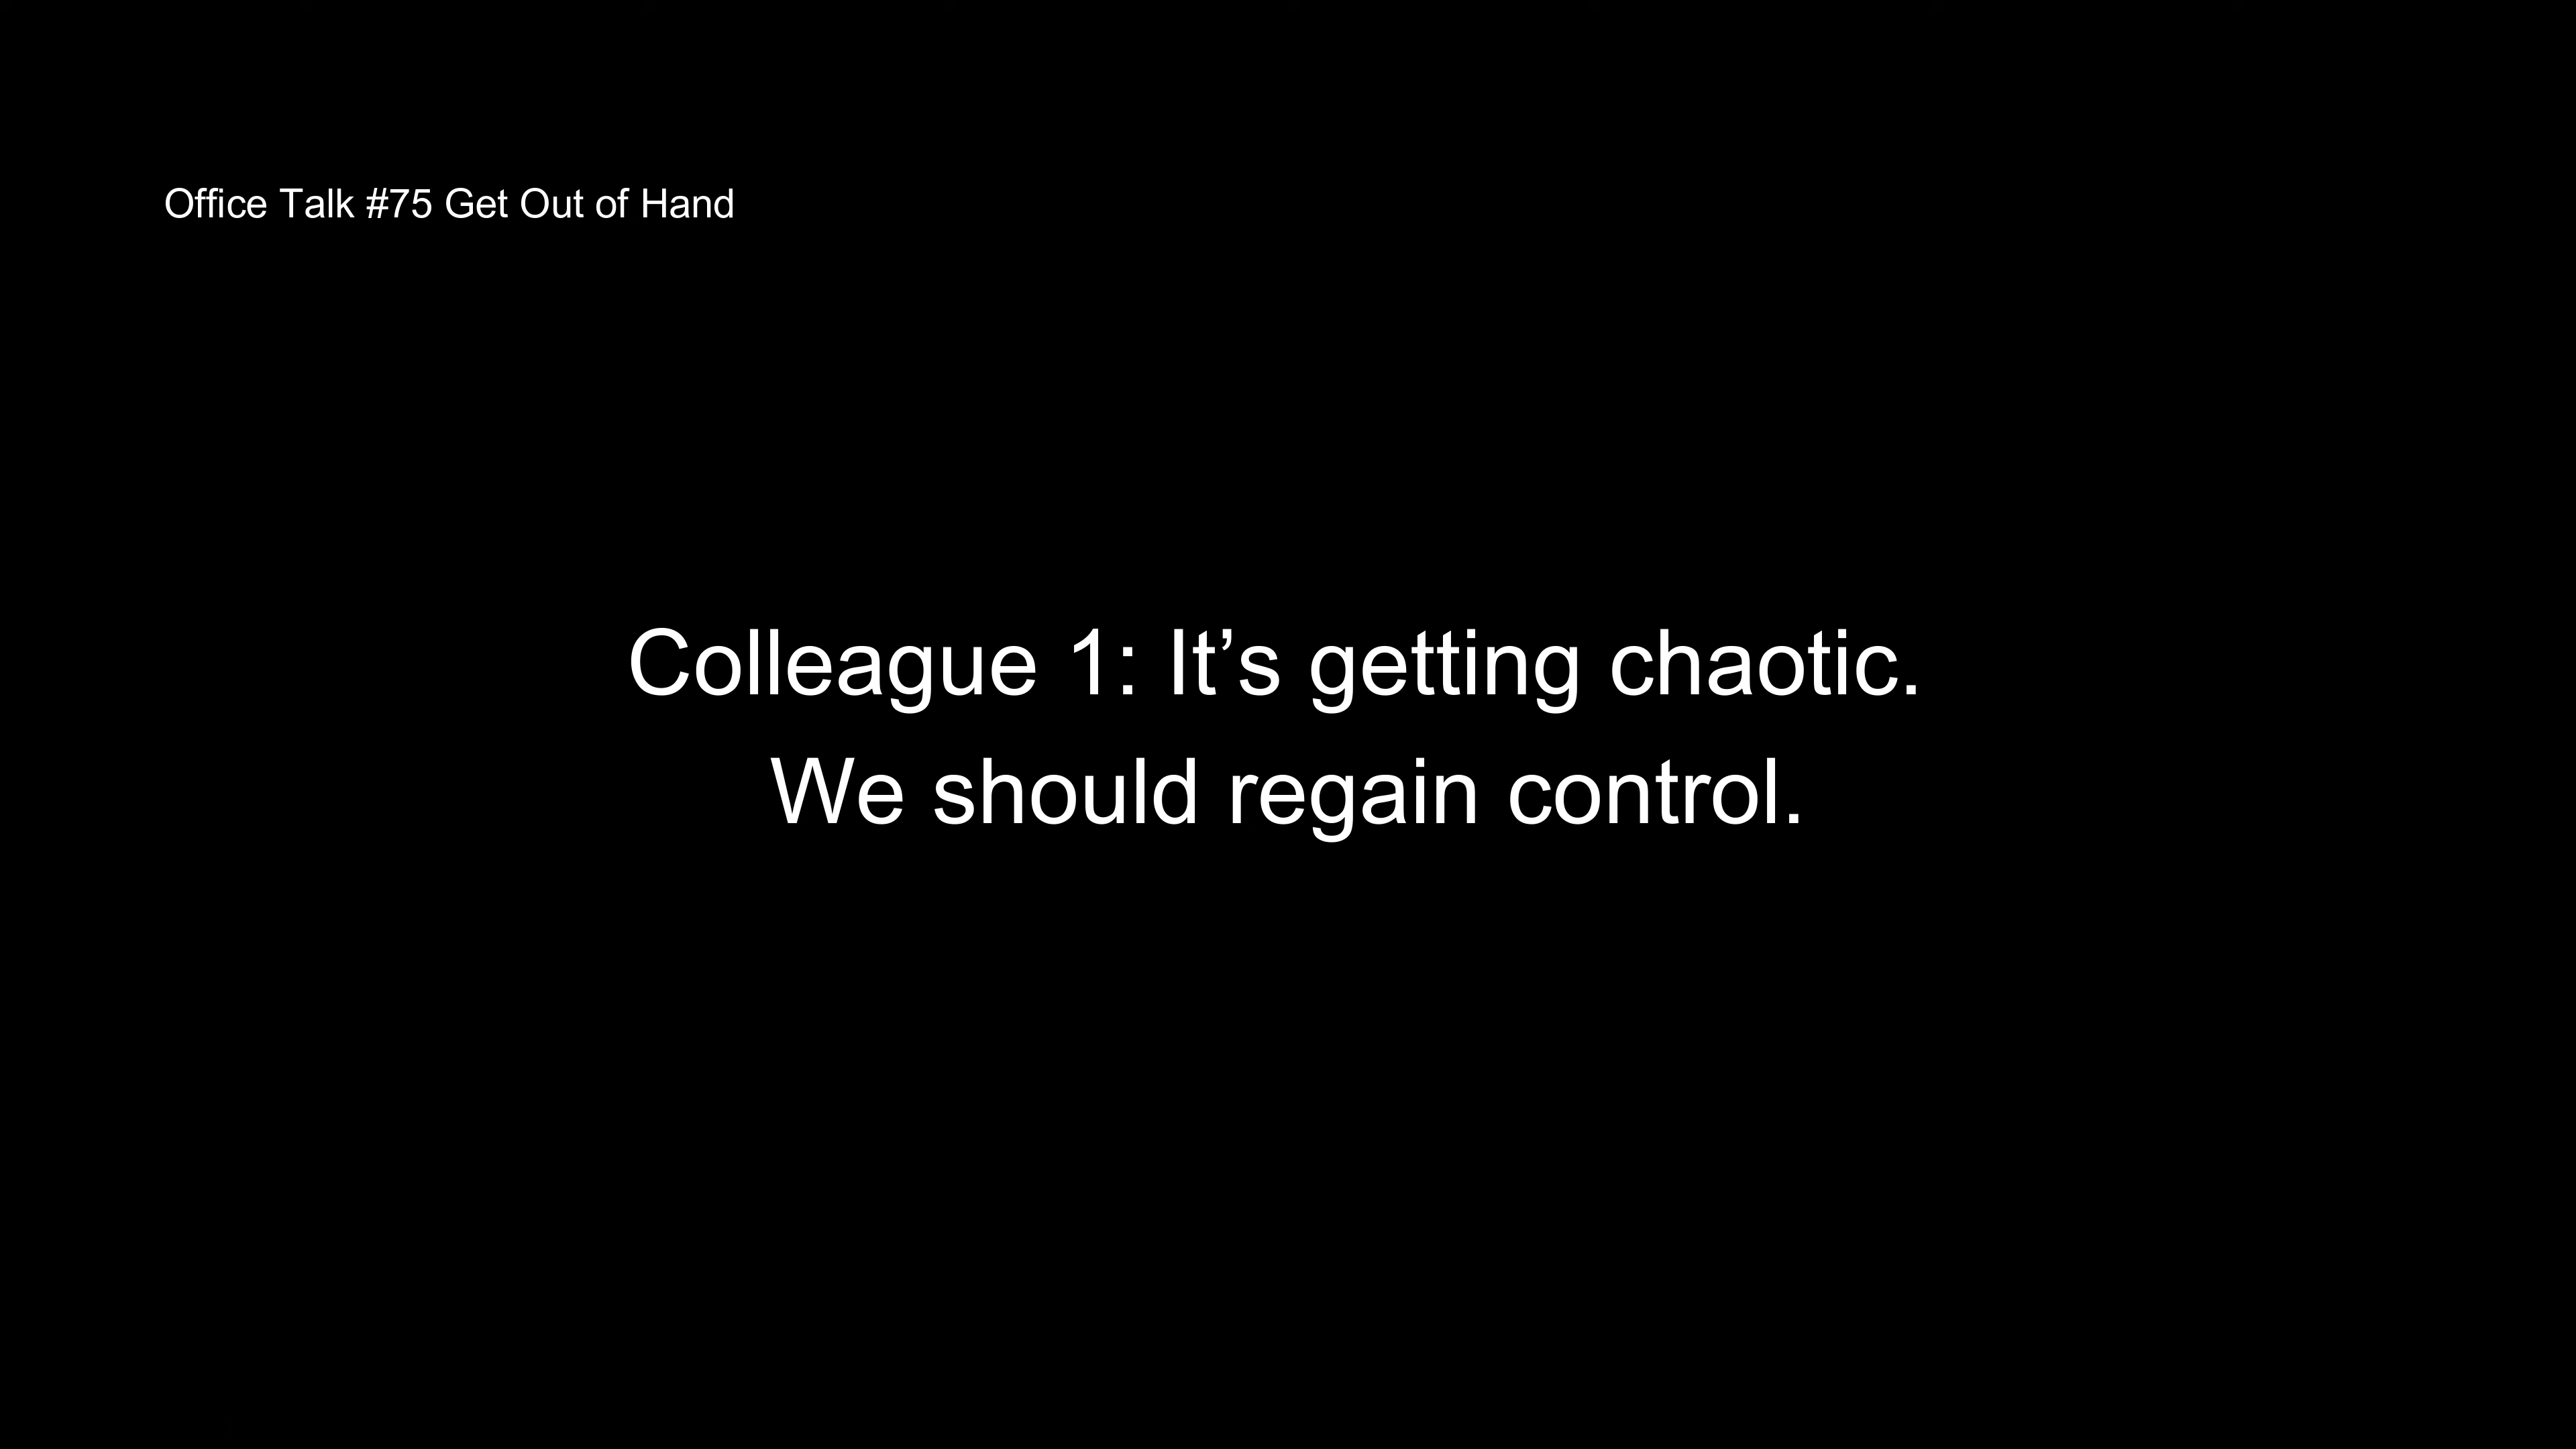 Office Talk #75 Get Out of Hand
Colleague 1: It’s getting chaotic.
We should regain control.